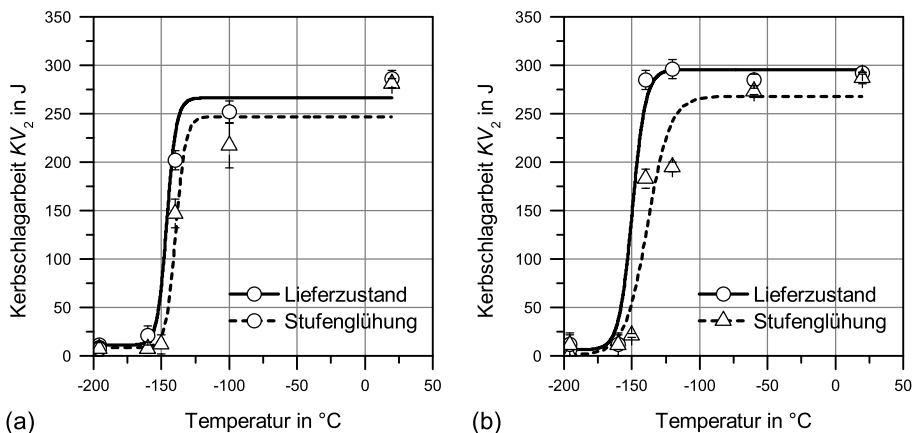 350
300
250
200
150
100
50
0
Kerbschlagarbeit KV2 in J
Lieferzustand
Stufenglühung
-200 -150 -100 -50 0 50
(a) Temperatur in °C
350
300
250
200
150
100
50
0
Kerbschlagarbeit KV2 in J
Lieferzustand
Stufenglühung
-200 -150 -100 -50 0 50
(b) Temperatur in °C